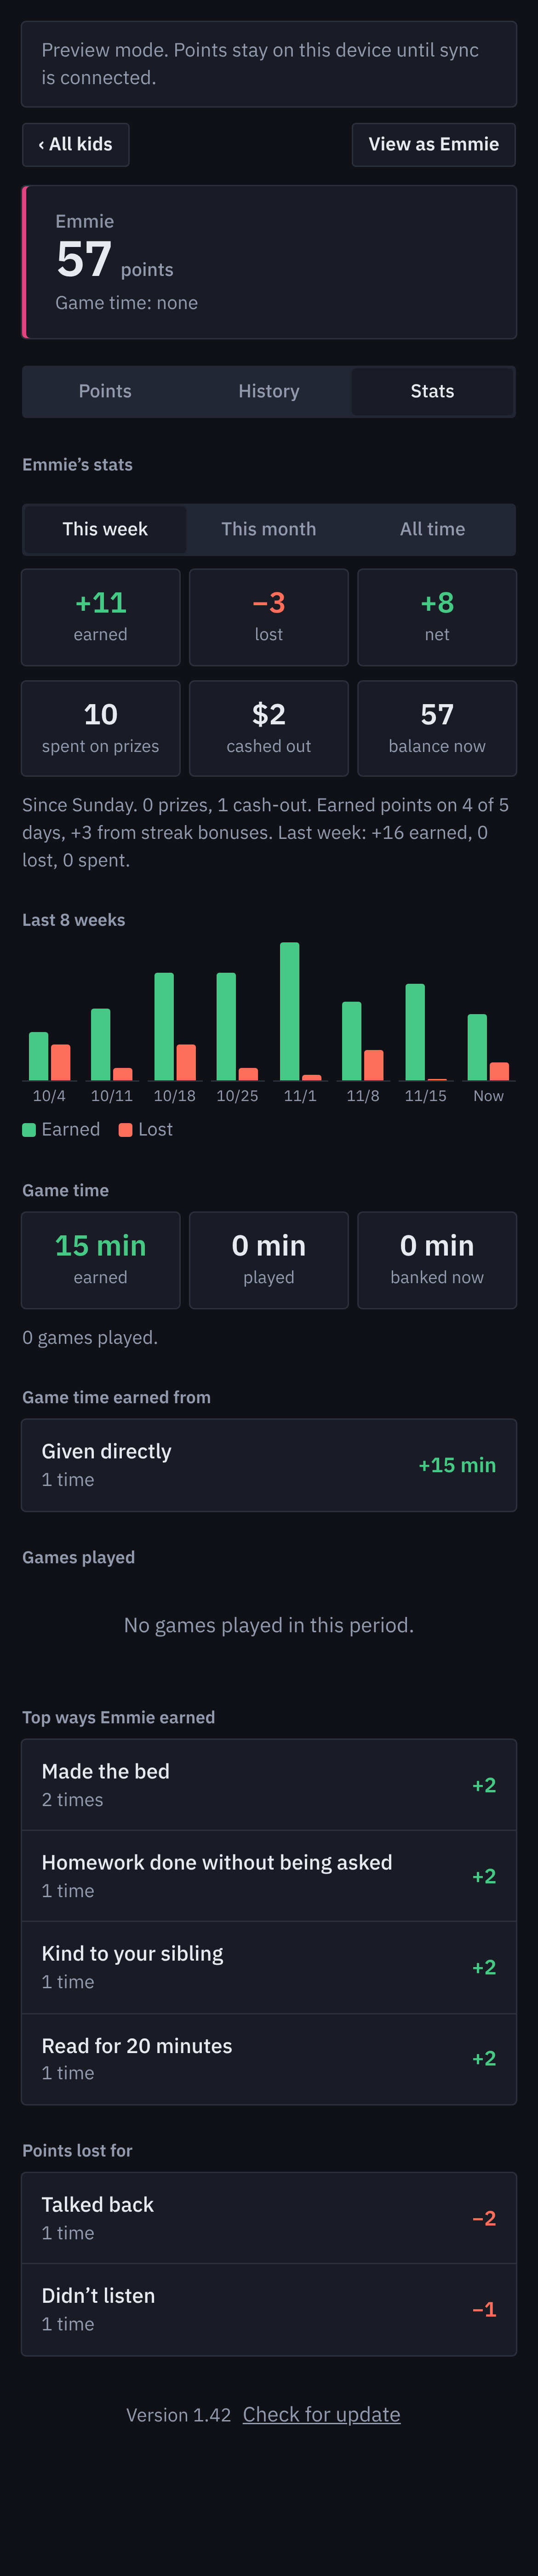 Preview mode. Points stay on this device until sync
is connected.
‹ All kids
View as Emmie
Emmie
57 points
Game time: none
Points
History
Stats
Emmie’s stats
This week
This month
All time
+11
earned
−3
lost
+8
net
10
spent on prizes
$2
cashed out
57
balance now
Since Sunday. 0 prizes, 1 cash-out. Earned points on 4 of 5
days, +3 from streak bonuses. Last week: +16 earned, 0
lost, 0 spent.
Last 8 weeks
10/4
10/11
10/18
10/25
11/1
11/8
11/15
Now
Earned
Lost
Game time
15 min
earned
0 min
played
0 min
banked now
0 games played.
Game time earned from
Given directly
1 time
+15 min
Games played
No games played in this period.
Top ways Emmie earned
Made the bed
2 times
+2
Homework done without being asked
1 time
+2
Kind to your sibling
1 time
+2
Read for 20 minutes
1 time
+2
Points lost for
Talked back
1 time
−2
Didn’t listen
1 time
−1
Version 1.42 Check for update